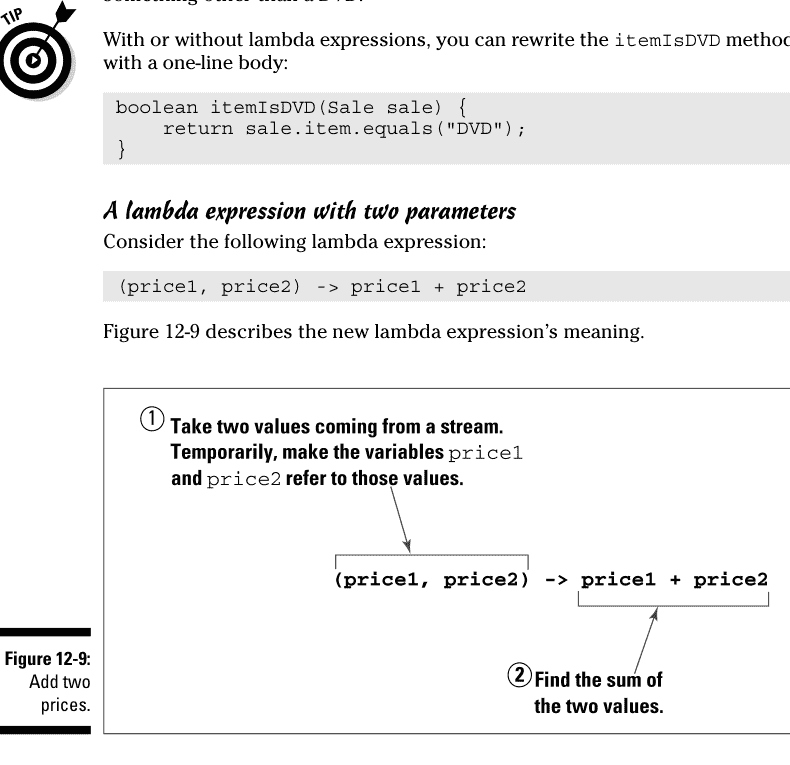 something other than a DVD.
TIP
With or without lambda expressions, you can rewrite the itemIsDVD method
with a one-line body:
boolean itemIsDVD(Sale sale) {
    return sale.item.equals("DVD");
}
A lambda expression with two parameters
Consider the following lambda expression:
(price1, price2) -> price1 + price2
Figure 12-9 describes the new lambda expression's meaning.
1 Take two values coming from a stream.
Temporarily, make the variables price1
and price2 refer to those values.
(price1, price2) -> price1 + price2
2 Find the sum of
the two values.
Figure 12-9:
Add two
prices.